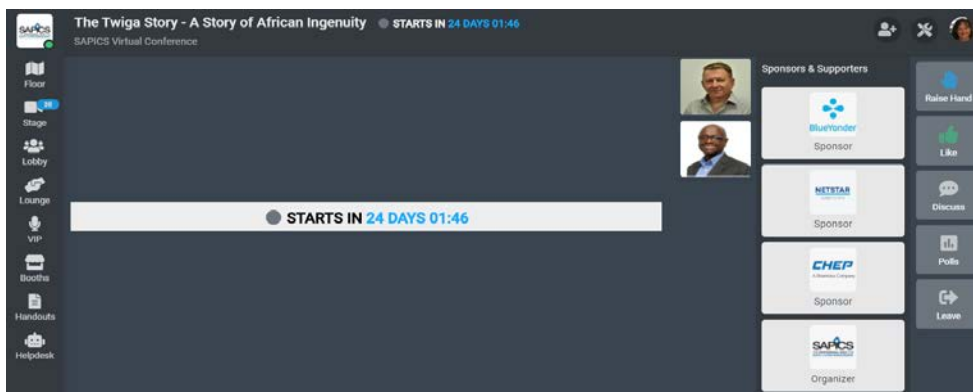 SAPICS
The Twiga Story - A Story of African Ingenuity STARTS IN 24 DAYS 01:46
SAPICS Virtual Conference
Floor
Stage
Lobby
Lounge
VIP
Booths
Handouts
Helpdesk
STARTS IN 24 DAYS 01:46
Sponsors & Supporters
BlueYonder
Sponsor
NETSTAR
Sponsor
CHEP
A Brambles Company
Sponsor
SAPICS
Organizer
Raise Hand
Like
Discuss
Polls
Leave